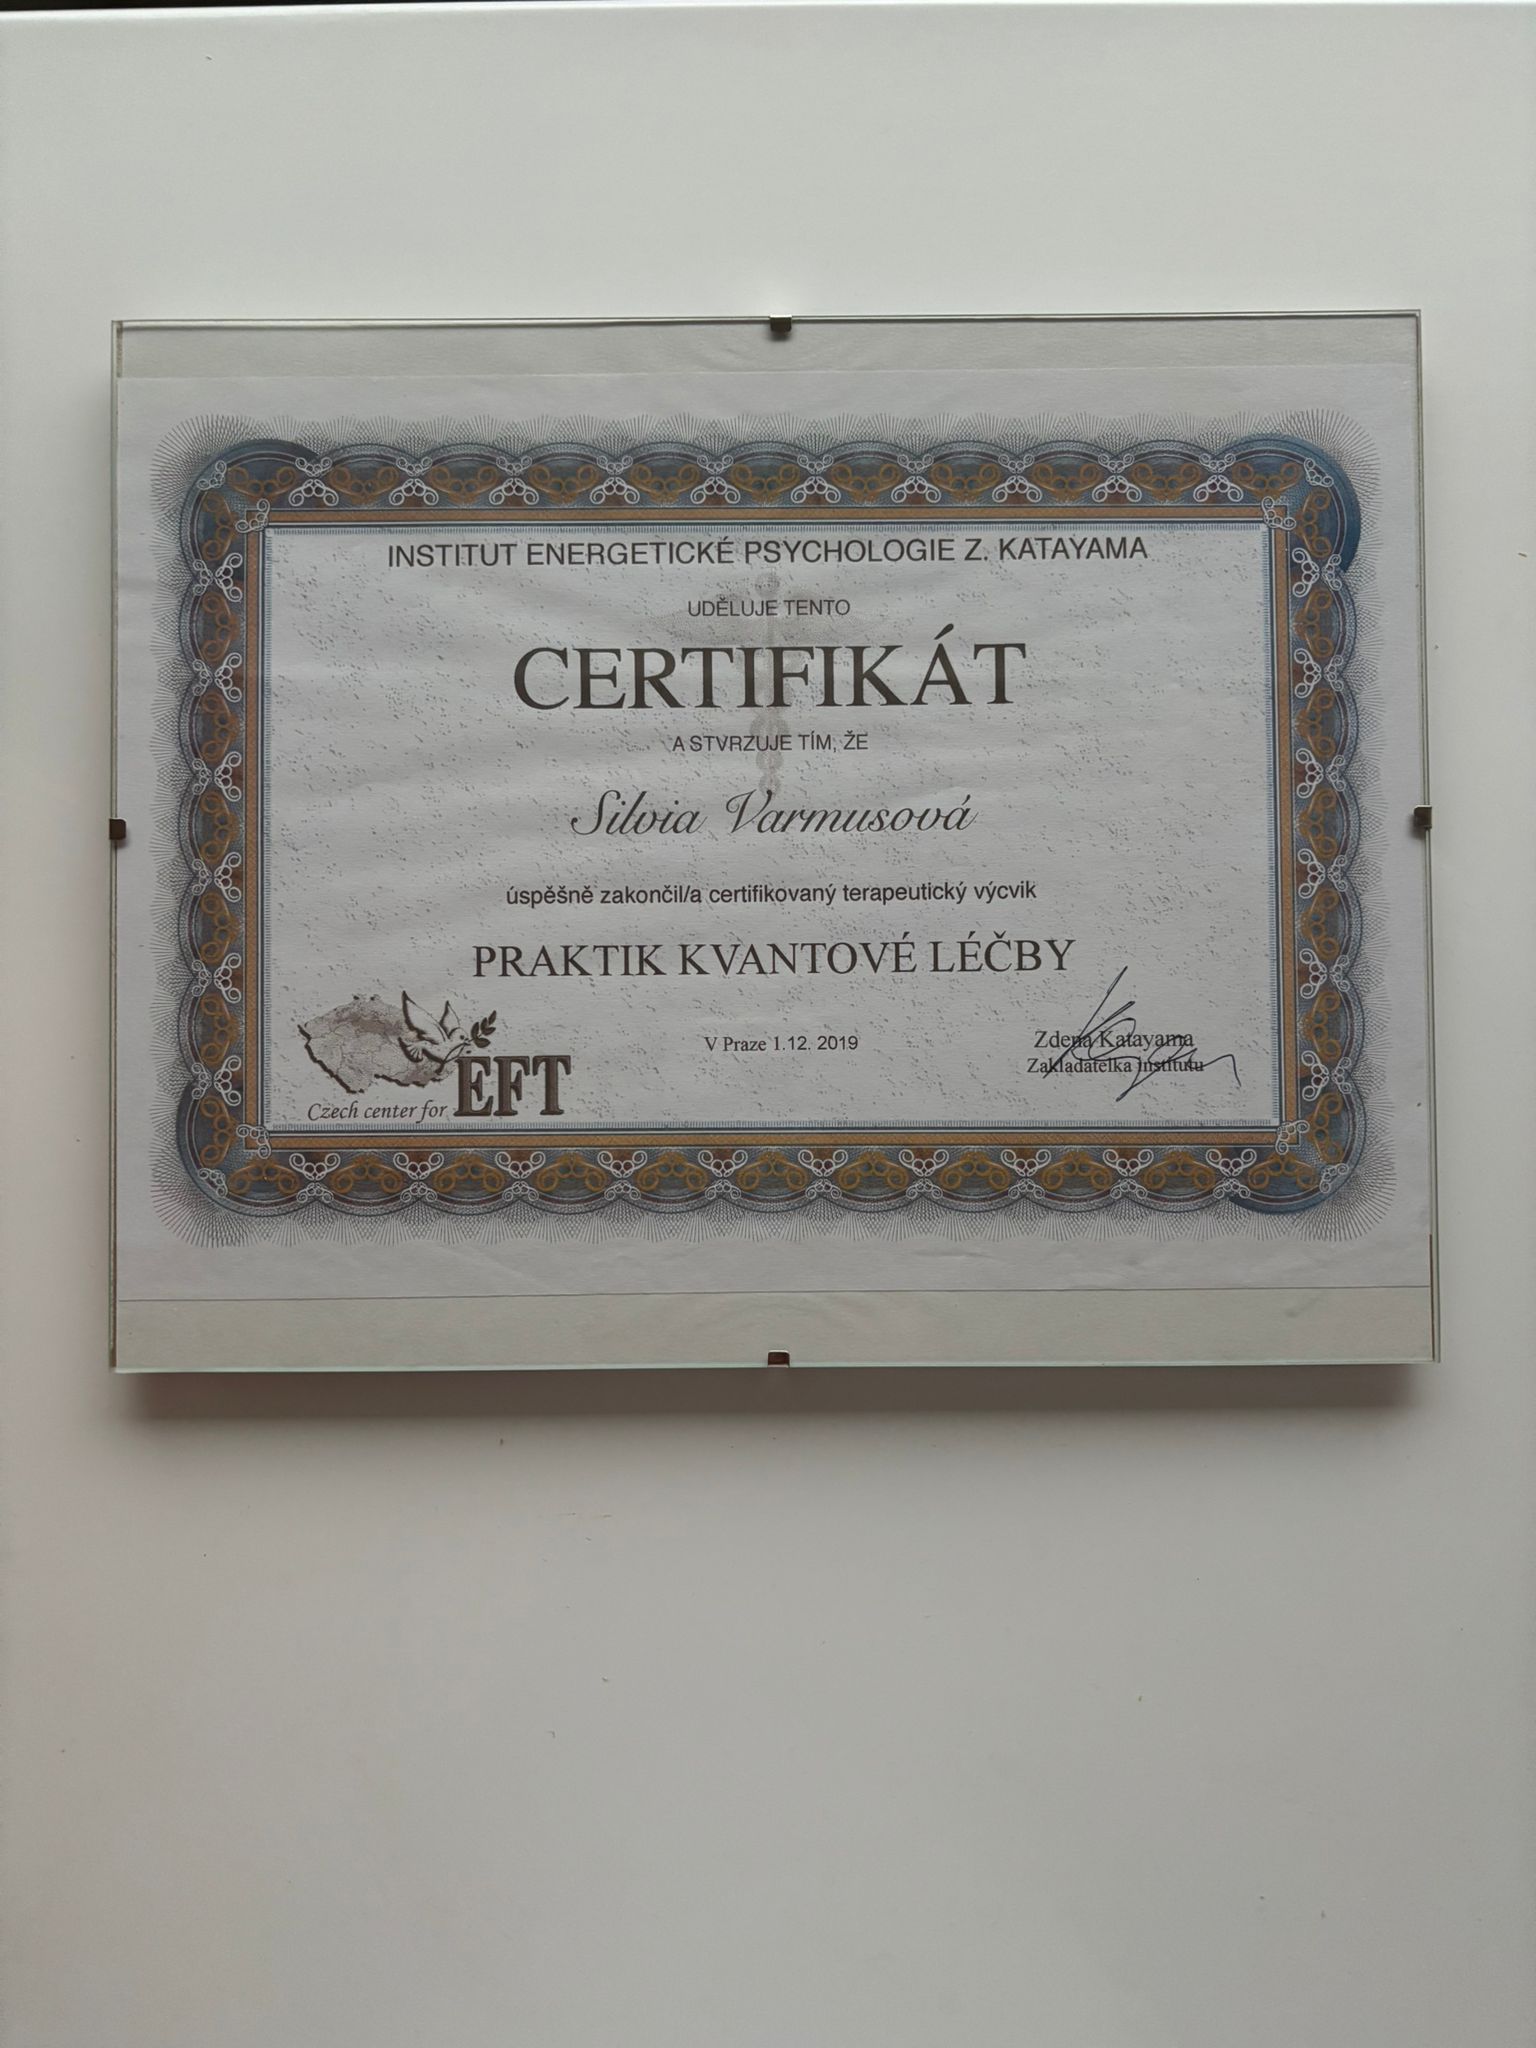 INSTITUT ENERGETICKÉ PSYCHOLOGIE Z. KATAYAMA
UDĚLUJE TENTO
CERTIFIKÁT
A STVRZUJE TÍM, ŽE
Silvia Varmusová
úspěšně zakončil/a certifikovaný terapeutický výcvik
PRAKTIK KVANTOVÉ LÉČBY
V Praze 1.12. 2019
Zdena Katayama
Zakladatelka institutu
Czech center for EFT